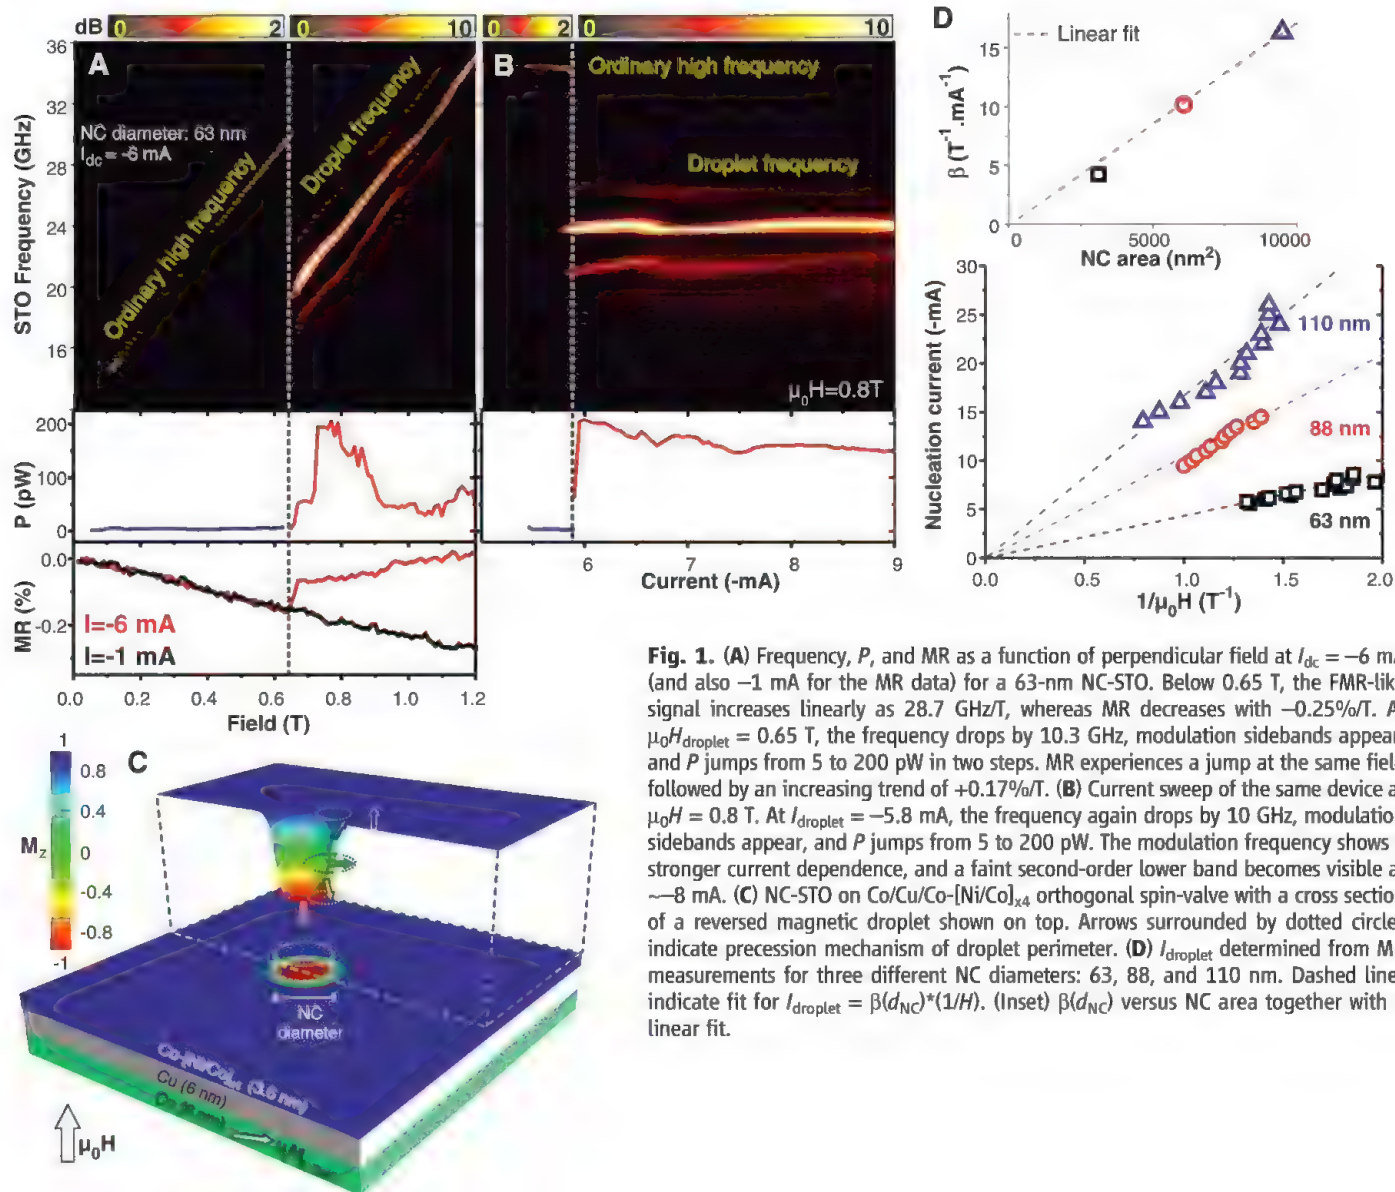 dB 0 2 0 10 0 2 0 10
A
B
36
32
28
24
20
16
STO Frequency (GHz)
NC diameter: 63 nm
I_dc = -6 mA
Ordinary high frequency
Droplet frequency
Ordinary high frequency
Droplet frequency
μ₀H=0.8T
200
100
0
P (pW)
0.0
-0.2
MR (%)
I=-6 mA
I=-1 mA
0.0 0.2 0.4 0.6 0.8 1.0 1.2
Field (T)
6 7 8 9
Current (-mA)
D
Linear fit
15
10
5
0
β (T⁻¹.mA⁻¹)
0 5000 10000
NC area (nm²)
30
25
20
15
10
5
0
Nucleation current (-mA)
110 nm
88 nm
63 nm
0.0 0.5 1.0 1.5 2.0
1/μ₀H (T⁻¹)
C
1
0.8
0.4
0
-0.4
-0.8
-1
M_z
NC
diameter
Cu (6 nm)
μ₀H
Fig. 1. (A) Frequency, P, and MR as a function of perpendicular field at I_dc = −6 m
(and also −1 mA for the MR data) for a 63-nm NC-STO. Below 0.65 T, the FMR-lik
signal increases linearly as 28.7 GHz/T, whereas MR decreases with −0.25%/T. A
μ₀H_droplet = 0.65 T, the frequency drops by 10.3 GHz, modulation sidebands appear
and P jumps from 5 to 200 pW in two steps. MR experiences a jump at the same fiel
followed by an increasing trend of +0.17%/T. (B) Current sweep of the same device a
μ₀H = 0.8 T. At I_droplet = −5.8 mA, the frequency again drops by 10 GHz, modulatio
sidebands appear, and P jumps from 5 to 200 pW. The modulation frequency shows
stronger current dependence, and a faint second-order lower band becomes visible a
~−8 mA. (C) NC-STO on Co/Cu/Co-[Ni/Co]ₓ₄ orthogonal spin-valve with a cross section
of a reversed magnetic droplet shown on top. Arrows surrounded by dotted circle
indicate precession mechanism of droplet perimeter. (D) I_droplet determined from M
measurements for three different NC diameters: 63, 88, and 110 nm. Dashed line
indicate fit for I_droplet = β(d_NC)*(1/H). (Inset) β(d_NC) versus NC area together with
linear fit.